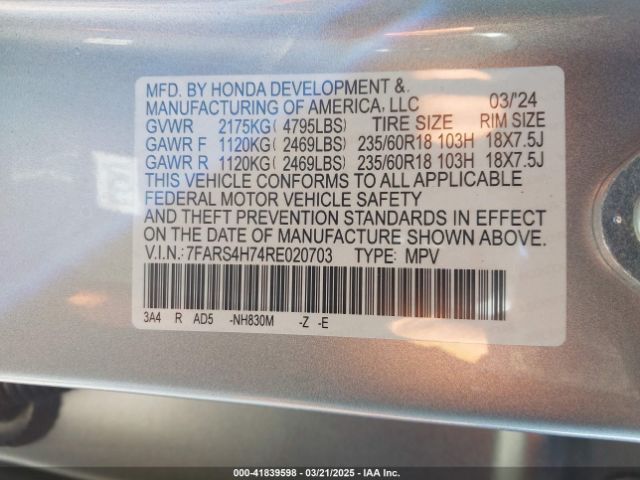 MFD. BY HONDA DEVELOPMENT &.
MANUFACTURING OF AMERICA, LLC 03/'24
GVWR 2175KG(4795LBS) TIRE SIZE RIM SIZE
GAWR F 1120KG(2469LBS) 235/60R18 103H 18X7.5J
GAWR R 1120KG(2469LBS) 235/60R18 103H 18X7.5J
THIS VEHICLE CONFORMS TO ALL APPLICABLE
FEDERAL MOTOR VEHICLE SAFETY
AND THEFT PREVENTION STANDARDS IN EFFECT
ON THE DATE OF MANUFACTURE SHOWN ABOVE.
V.I.N.:7FARS4H74RE020703 TYPE: MPV
3A4 R AD5 -NH830M -Z -E
000-41839598 - 03/21/2025 - IAA Inc.